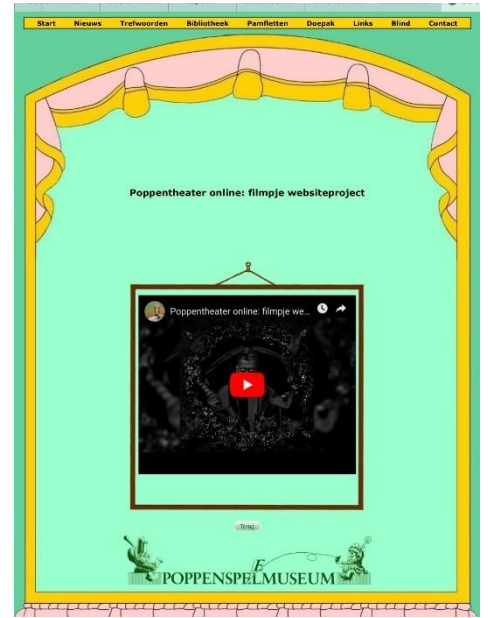 Start Nieuws Trefwoorden Bibliotheek Pamfletten Doepak Links Blind Contact
Poppentheater online: filmpje websiteproject
Poppentheater online: filmpje we...
Terug
E
POPPENSPELMUSEUM